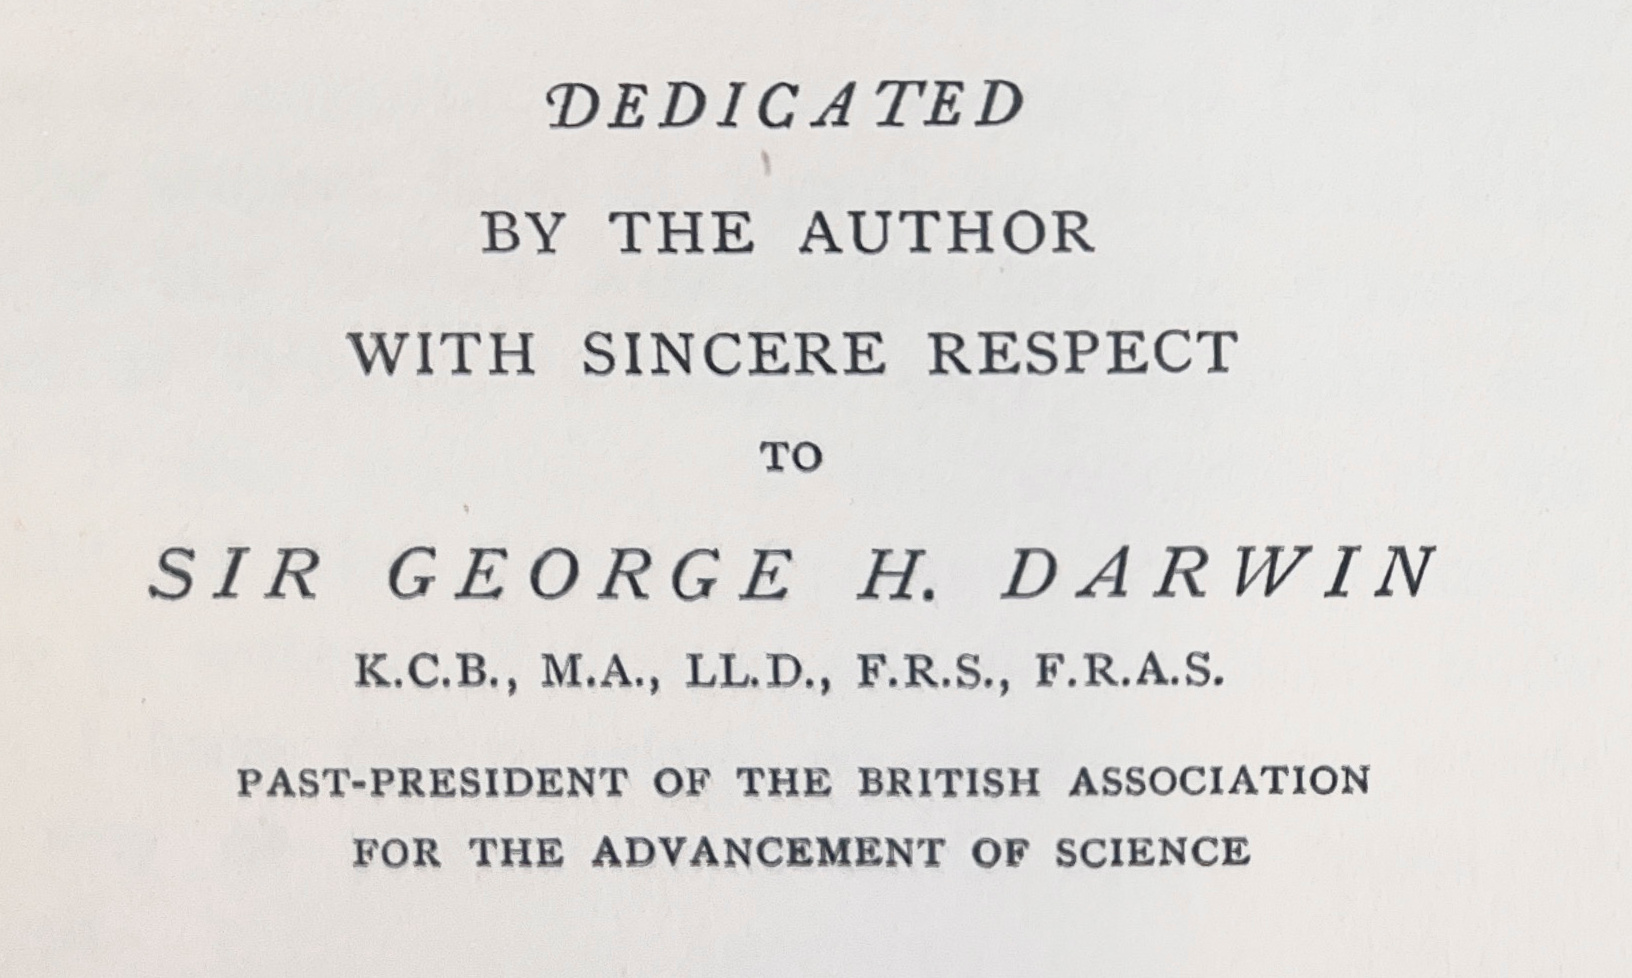 DEDICATED
BY THE AUTHOR
WITH SINCERE RESPECT
TO
SIR GEORGE H. DARWIN
K.C.B., M.A., LL.D., F.R.S., F.R.A.S.
PAST-PRESIDENT OF THE BRITISH ASSOCIATION
FOR THE ADVANCEMENT OF SCIENCE